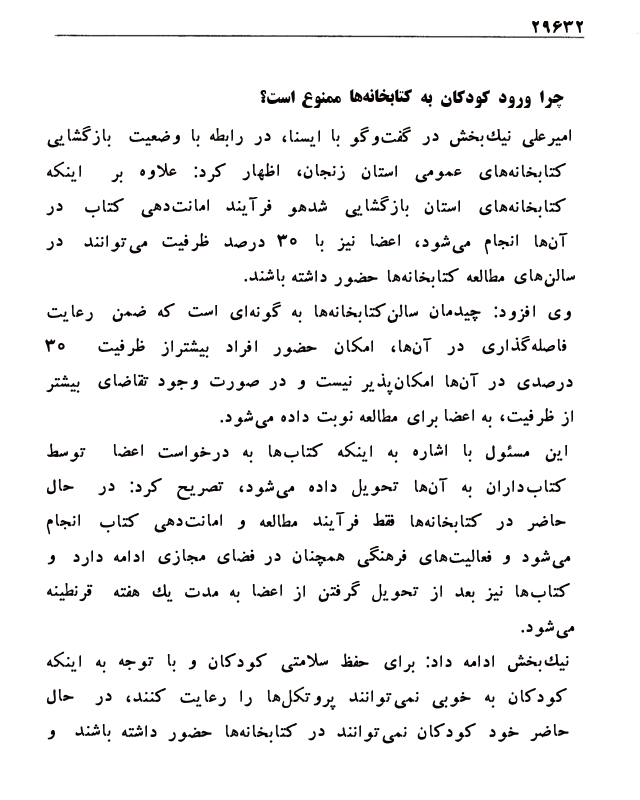 ۲۹۶۳۲
چرا ورود کودکان به کتابخانه‌ها ممنوع است؟
امیرعلی نیک‌بخش در گفت‌وگو با ایسنا، در رابطه با وضعیت بازگشایی
کتابخانه‌های عمومی استان زنجان، اظهار کرد: علاوه بر اینکه
کتابخانه‌های استان بازگشایی شدهو فرآیند امانت‌دهی کتاب در
آن‌ها انجام می‌شود، اعضا نیز با ۳۰ درصد ظرفیت می‌توانند در
سالن‌های مطالعه کتابخانه‌ها حضور داشته باشند.
وی افزود: چیدمان سالن‌کتابخانه‌ها به گونه‌ای است که ضمن رعایت
فاصله‌گذاری در آن‌ها، امکان حضور افراد بیشتراز ظرفیت ۳۰
درصدی در آن‌ها امکان‌پذیر نیست و در صورت وجود تقاضای بیشتر
از ظرفیت، به اعضا برای مطالعه نوبت داده می‌شود.
این مسئول با اشاره به اینکه کتاب‌ها به درخواست اعضا توسط
کتاب‌داران به آن‌ها تحویل داده می‌شود، تصریح کرد: در حال
حاضر در کتابخانه‌ها فقط فرآیند مطالعه و امانت‌دهی کتاب انجام
می‌شود و فعالیت‌های فرهنگی همچنان در فضای مجازی ادامه دارد و
کتاب‌ها نیز بعد از تحویل گرفتن از اعضا به مدت یک هفته قرنطینه
می‌شود.
نیک‌بخش ادامه داد: برای حفظ سلامتی کودکان و با توجه به اینکه
کودکان به خوبی نمی‌توانند پروتکل‌ها را رعایت کنند، در حال
حاضر خود کودکان نمی‌توانند در کتابخانه‌ها حضور داشته باشند و